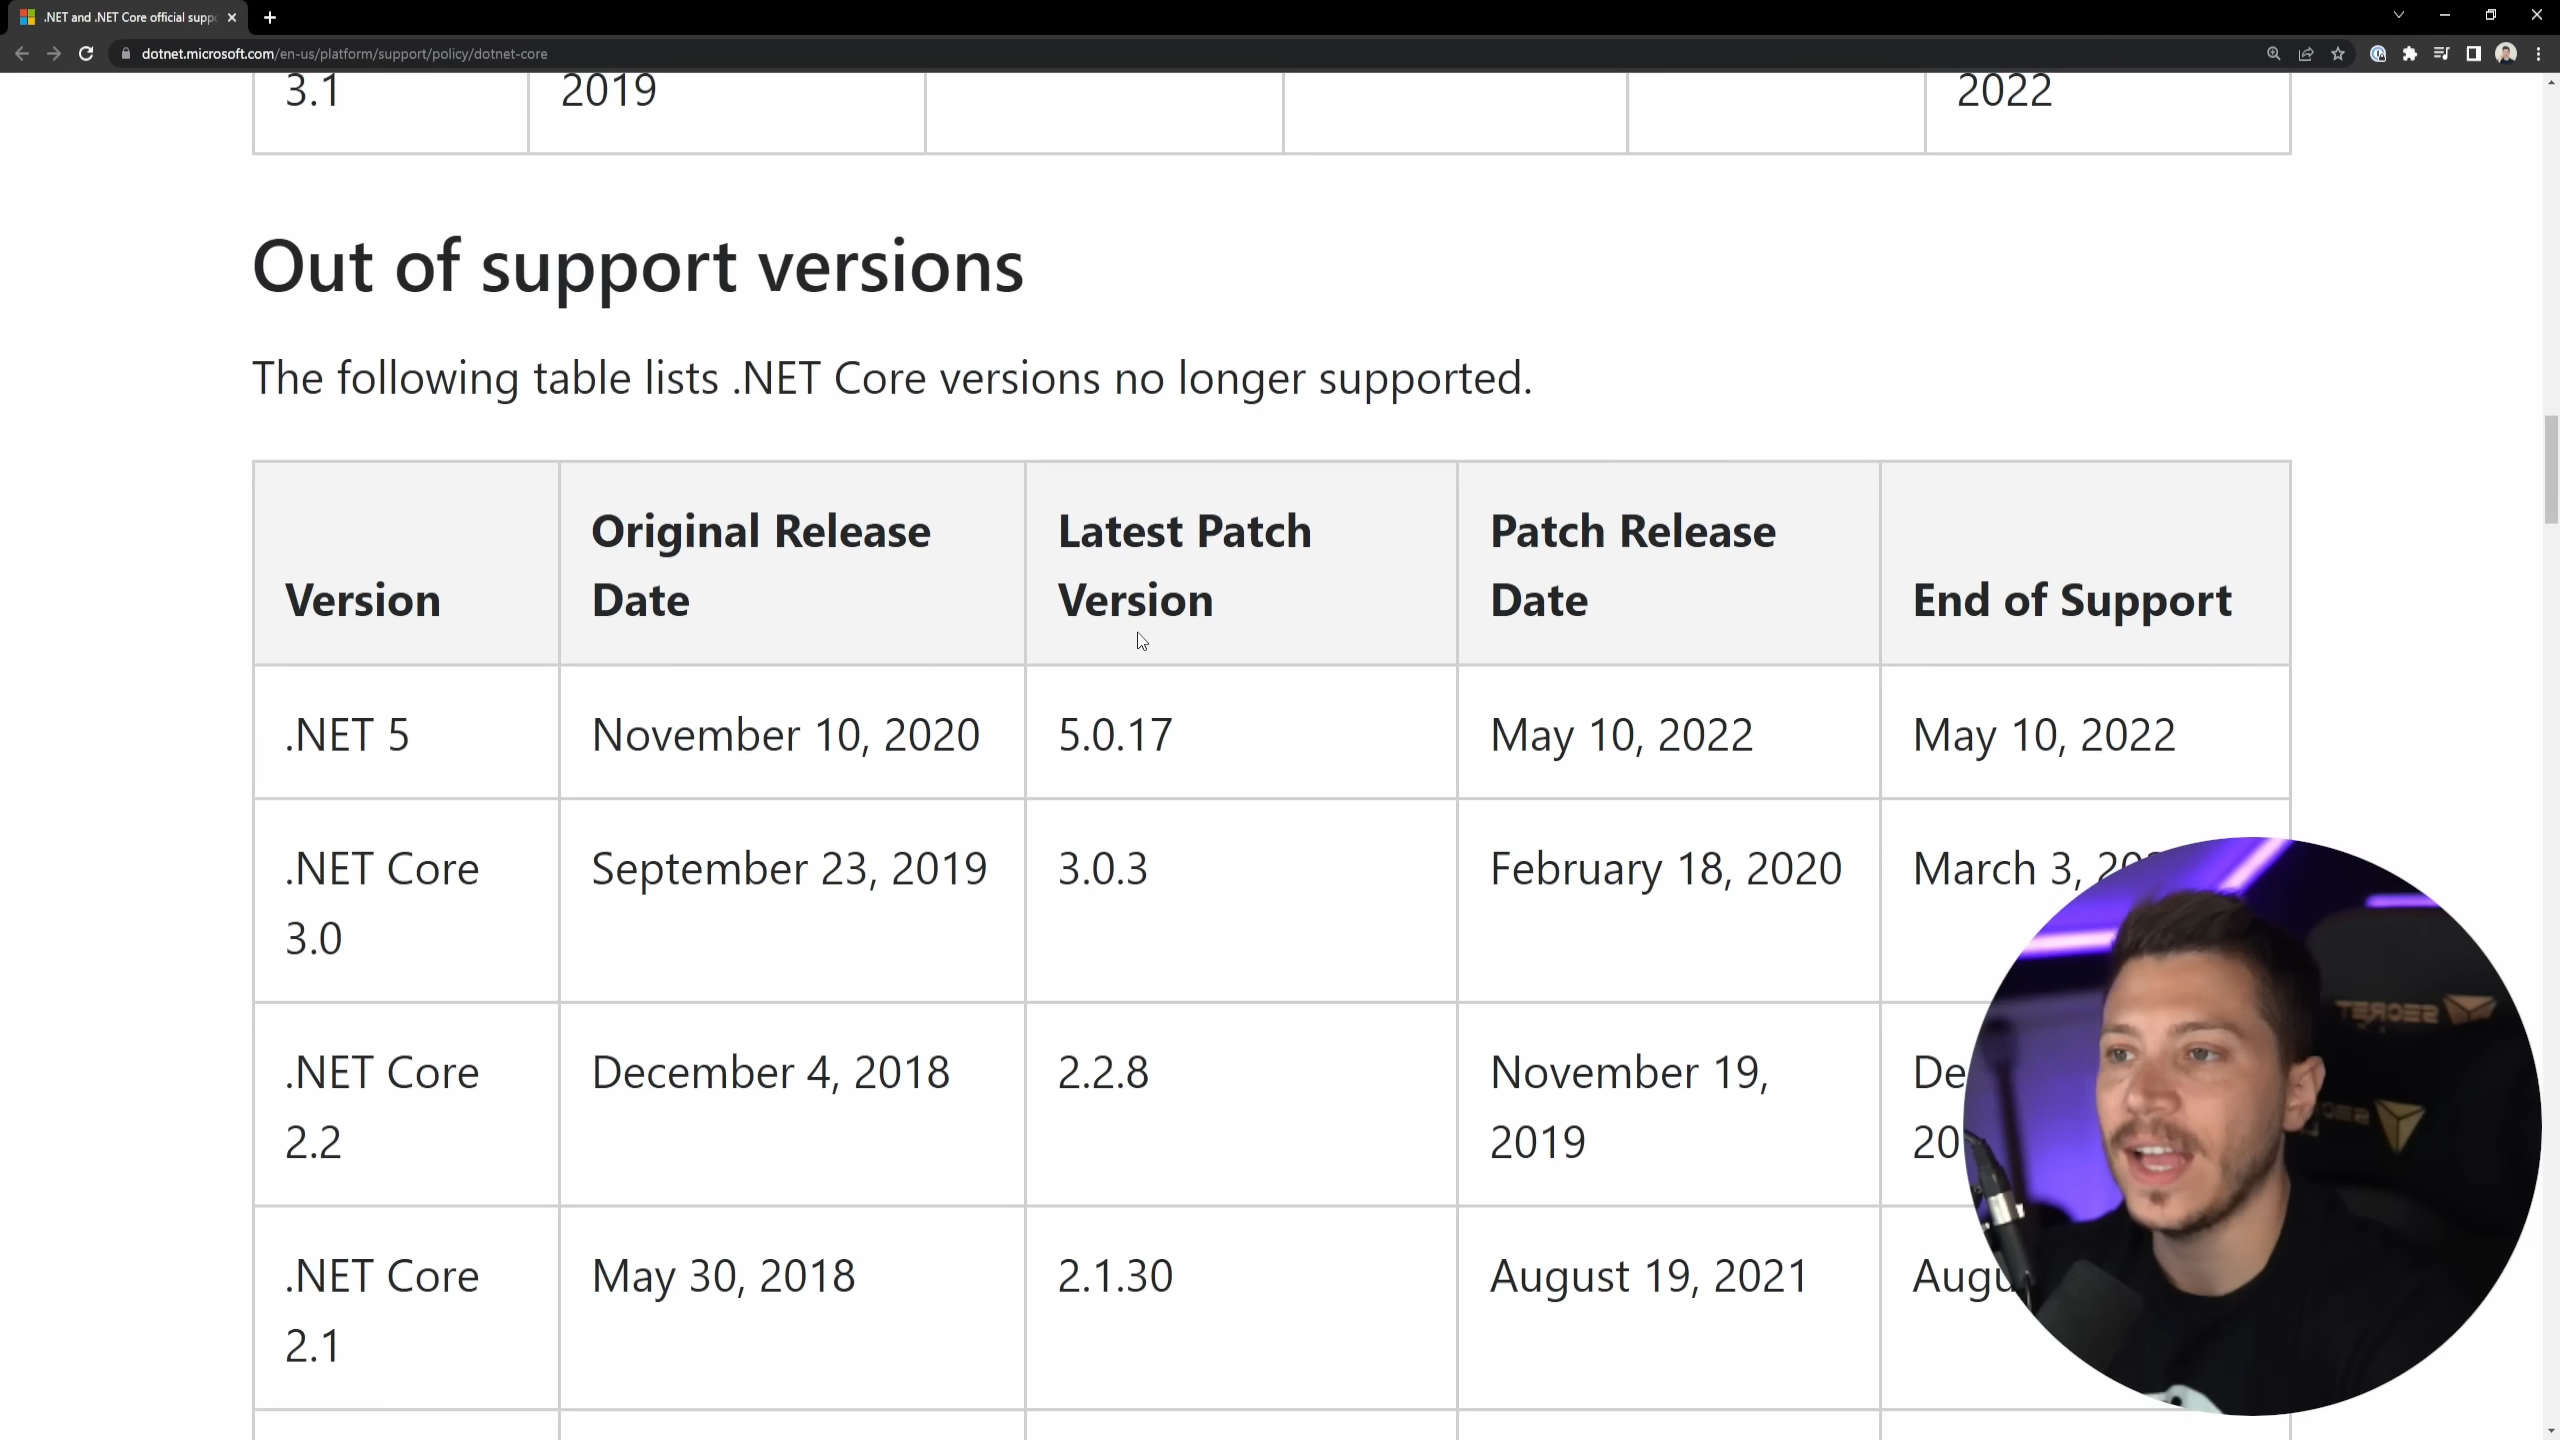 .NET and .NET Core official supp
dotnet.microsoft.com/en-us/platform/support/policy/dotnet-core
3.1 2019 2022
Out of support versions
The following table lists .NET Core versions no longer supported.
Original Release Latest Patch Patch Release
Version Date Version Date End of Support
.NET 5 November 10, 2020 5.0.17 May 10, 2022 May 10, 2022
.NET Core September 23, 2019 3.0.3 February 18, 2020 March 3,
3.0
.NET Core December 4, 2018 2.2.8 November 19,
2.2 2019
.NET Core May 30, 2018 2.1.30 August 19, 2021
2.1
SECRET